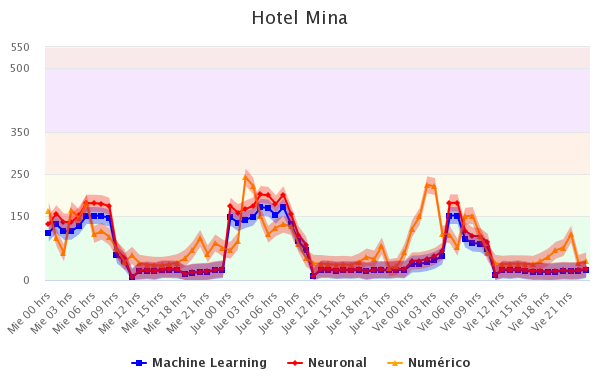 Hotel Mina
550
500
350
250
150
0
Mie 00 hrs
Mie 03 hrs
Mie 06 hrs
Mie 09 hrs
Mie 12 hrs
Mie 15 hrs
Mie 18 hrs
Mie 21 hrs
Jue 00 hrs
Jue 03 hrs
Jue 06 hrs
Jue 09 hrs
Jue 12 hrs
Jue 15 hrs
Jue 18 hrs
Jue 21 hrs
Vie 00 hrs
Vie 03 hrs
Vie 06 hrs
Vie 09 hrs
Vie 12 hrs
Vie 15 hrs
Vie 18 hrs
Vie 21 hrs
Machine Learning Neuronal Numérico